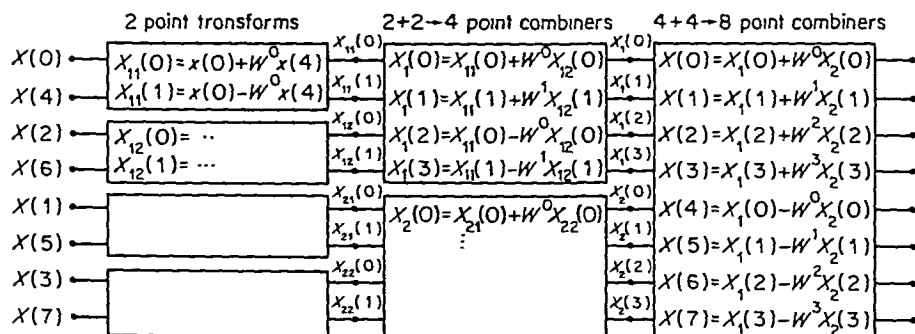 2 point transforms 2+2→4 point combiners 4+4→8 point combiners
X(0) X₁₁(0)=x(0)+W⁰x(4) X₁₁(0) X₁(0)=X₁₁(0)+W⁰X₁₂(0) X₁(0) X(0)=X₁(0)+W⁰X₂(0)
X(4) X₁₁(1)=x(0)-W⁰x(4) X₁₁(1) X₁(1)=X₁₁(1)+W¹X₁₂(1) X₁(1) X(1)=X₁(1)+W¹X₂(1)
X(2) X₁₂(0)= ·· X₁₂(0) X₁(2)=X₁₁(0)-W⁰X₁₂(0) X₁(2) X(2)=X₁(2)+W²X₂(2)
X(6) X₁₂(1)= ··· X₁₂(1) X₁(3)=X₁₁(1)-W¹X₁₂(1) X₁(3) X(3)=X₁(3)+W³X₂(3)
X(1) X₂₁(0) X₂(0)=X₂₁(0)+W⁰X₂₂(0) X₂(0) X(4)=X₁(0)-W⁰X₂(0)
X(5) X₂₁(1) ⋮ X₂(1) X(5)=X₁(1)-W¹X₂(1)
X(3) X₂₂(0) X₂(2) X(6)=X₁(2)-W²X₂(2)
X(7) X₂₂(1) X₂(3) X(7)=X₁(3)-W³X₂(3)